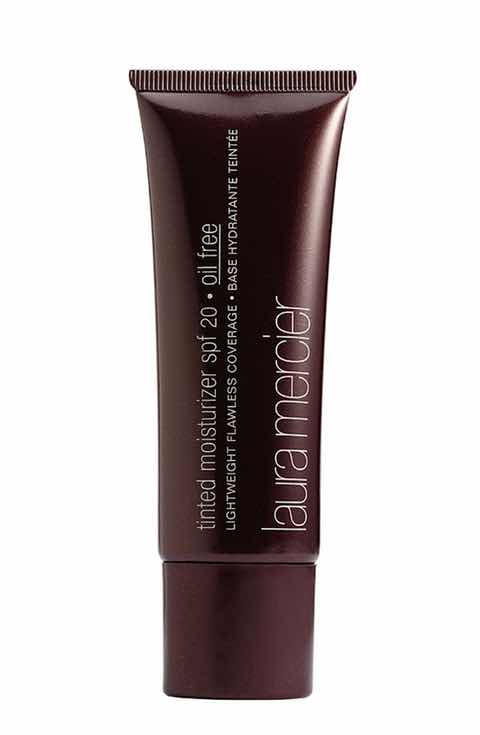 tinted moisturizer spf 20 • oil free
LIGHTWEIGHT FLAWLESS COVERAGE • BASE HYDRATANTE TEINTÉE
laura mercier